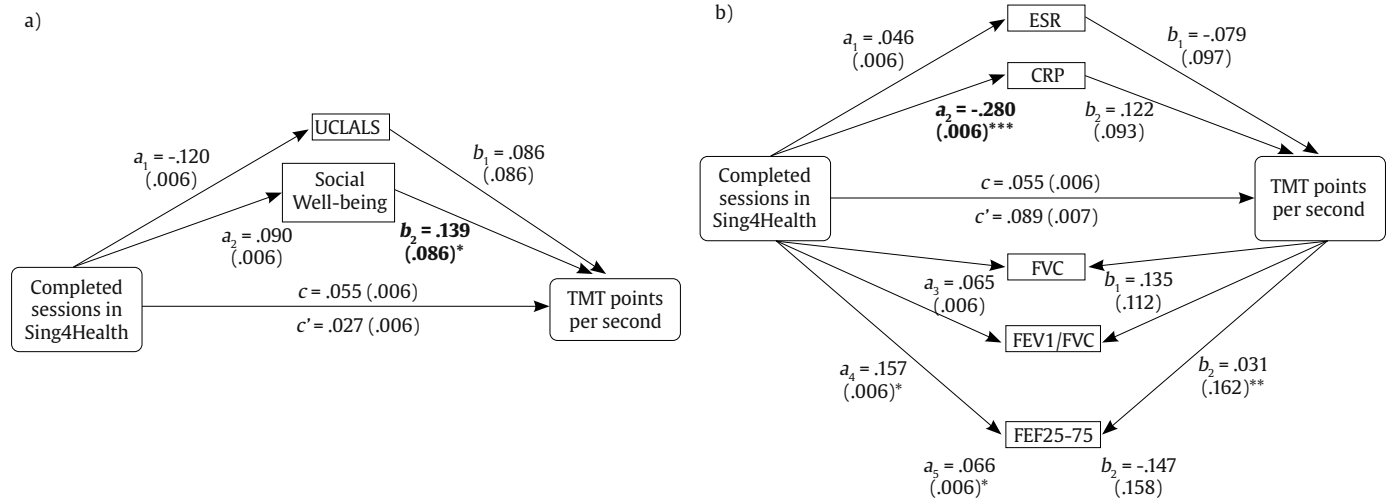 a)
UCLALS
a₁ = -.120
(.006)
b₁ = .086
(.086)
Social
Well-being
a₂ = .090
(.006)
b₂ = .139
(.086)*
Completed
sessions in
Sing4Health
c = .055 (.006)
c’ = .027 (.006)
TMT points
per second
b)
ESR
a₁ = .046
(.006)
b₁ = -.079
(.097)
CRP
a₂ = -.280
(.006)***
b₂ = .122
(.093)
Completed
sessions in
Sing4Health
c = .055 (.006)
c’ = .089 (.007)
TMT points
per second
FVC
a₃ = .065
(.006)
b₁ = .135
(.112)
FEV1/FVC
a₄ = .157
(.006)*
b₂ = .031
(.162)**
FEF25-75
a₅ = .066
(.006)*
b₂ = -.147
(.158)